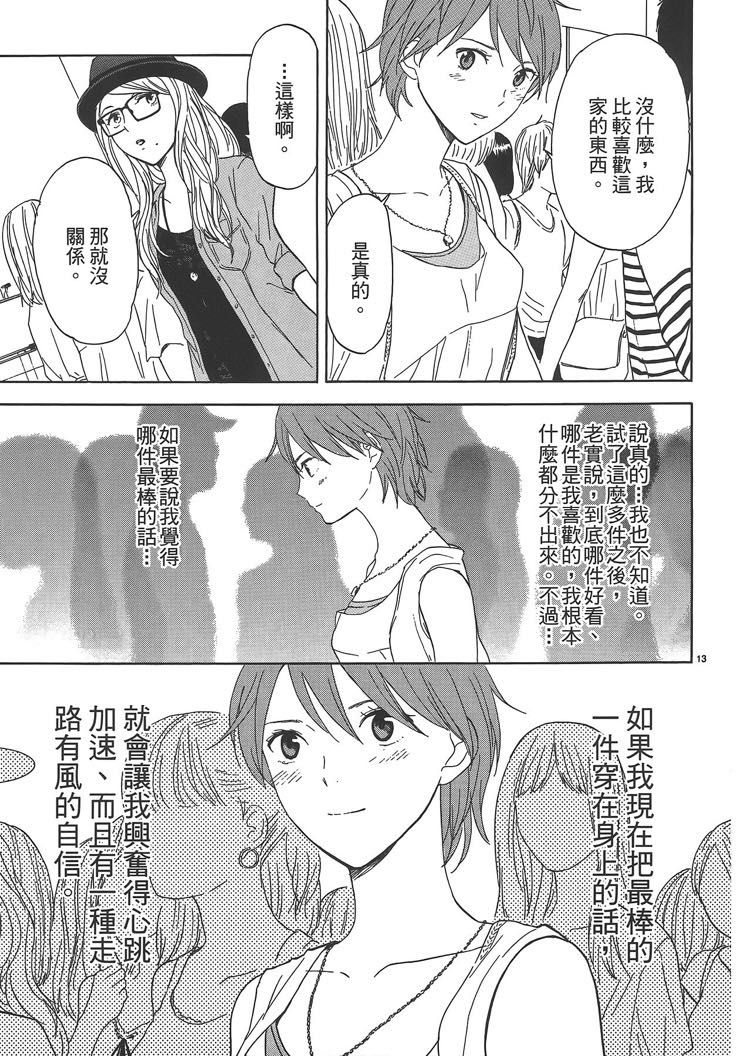 沒什麼，我
比較喜歡這
家的東西。
是真的。
…這樣啊。
那就沒
關係。
說真的…我也不知道。
試了這麼多件之後，
老實說，到底哪件好看、
哪件是我喜歡的，我根本
什麼都分不出來。不過…
如果要說我覺得
哪件最棒的話…
13
如果我現在把最棒的
一件穿在身上的話，
就會讓我興奮得心跳
加速、而且有一種走
路有風的自信。